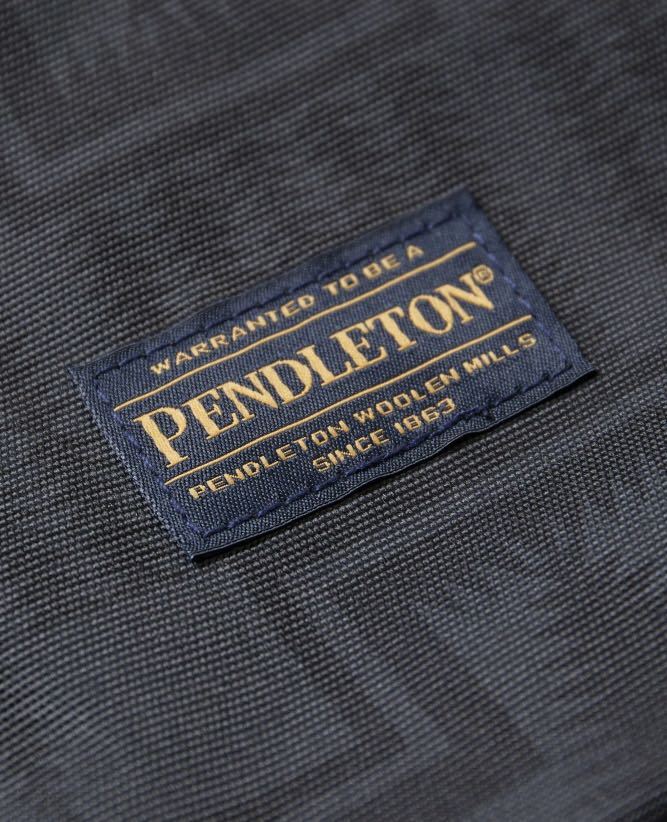 WARRANTED TO BE A
PENDLETON®
PENDLETON WOOLEN MILLS
SINCE 1863